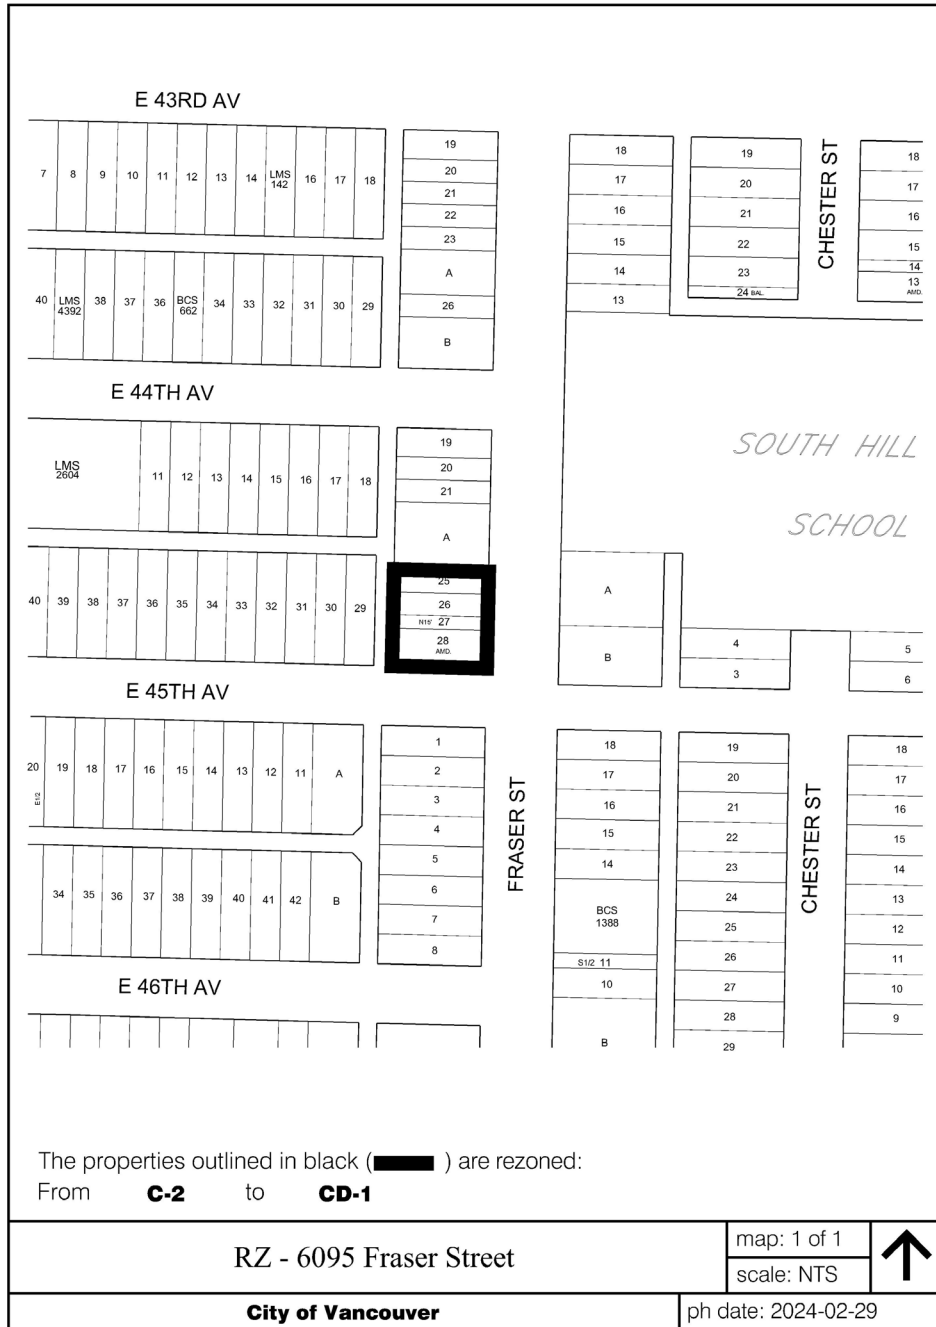 E 43RD AV
7 8 9 10 11 12 13 14 LMS 16 17 18
142
19
20
21
22
23
A
26
B
18
17
16
15
14
13
19
20
21
22
23
24 BAL.
CHESTER ST
18
17
16
15
14
13
AMD.
40 LMS 38 37 36 BCS 34 33 32 31 30 29
4392 662
E 44TH AV
LMS
2604
11 12 13 14 15 16 17 18
19
20
21
A
25
26
N15' 27
28
AMD.
SOUTH HILL
SCHOOL
40 39 38 37 36 35 34 33 32 31 30 29
A
B
4
3
5
6
E 45TH AV
20 19 18 17 16 15 14 13 12 11 A
E1/2
1
2
3
4
5
6
7
8
FRASER ST
18
17
16
15
14
BCS
1388
S1/2 11
10
B
19
20
21
22
23
24
25
26
27
28
29
CHESTER ST
18
17
16
15
14
13
12
11
10
9
34 35 36 37 38 39 40 41 42 B
E 46TH AV
The properties outlined in black ( ) are rezoned:
From C-2 to CD-1
RZ - 6095 Fraser Street
map: 1 of 1
scale: NTS
City of Vancouver
ph date: 2024-02-29